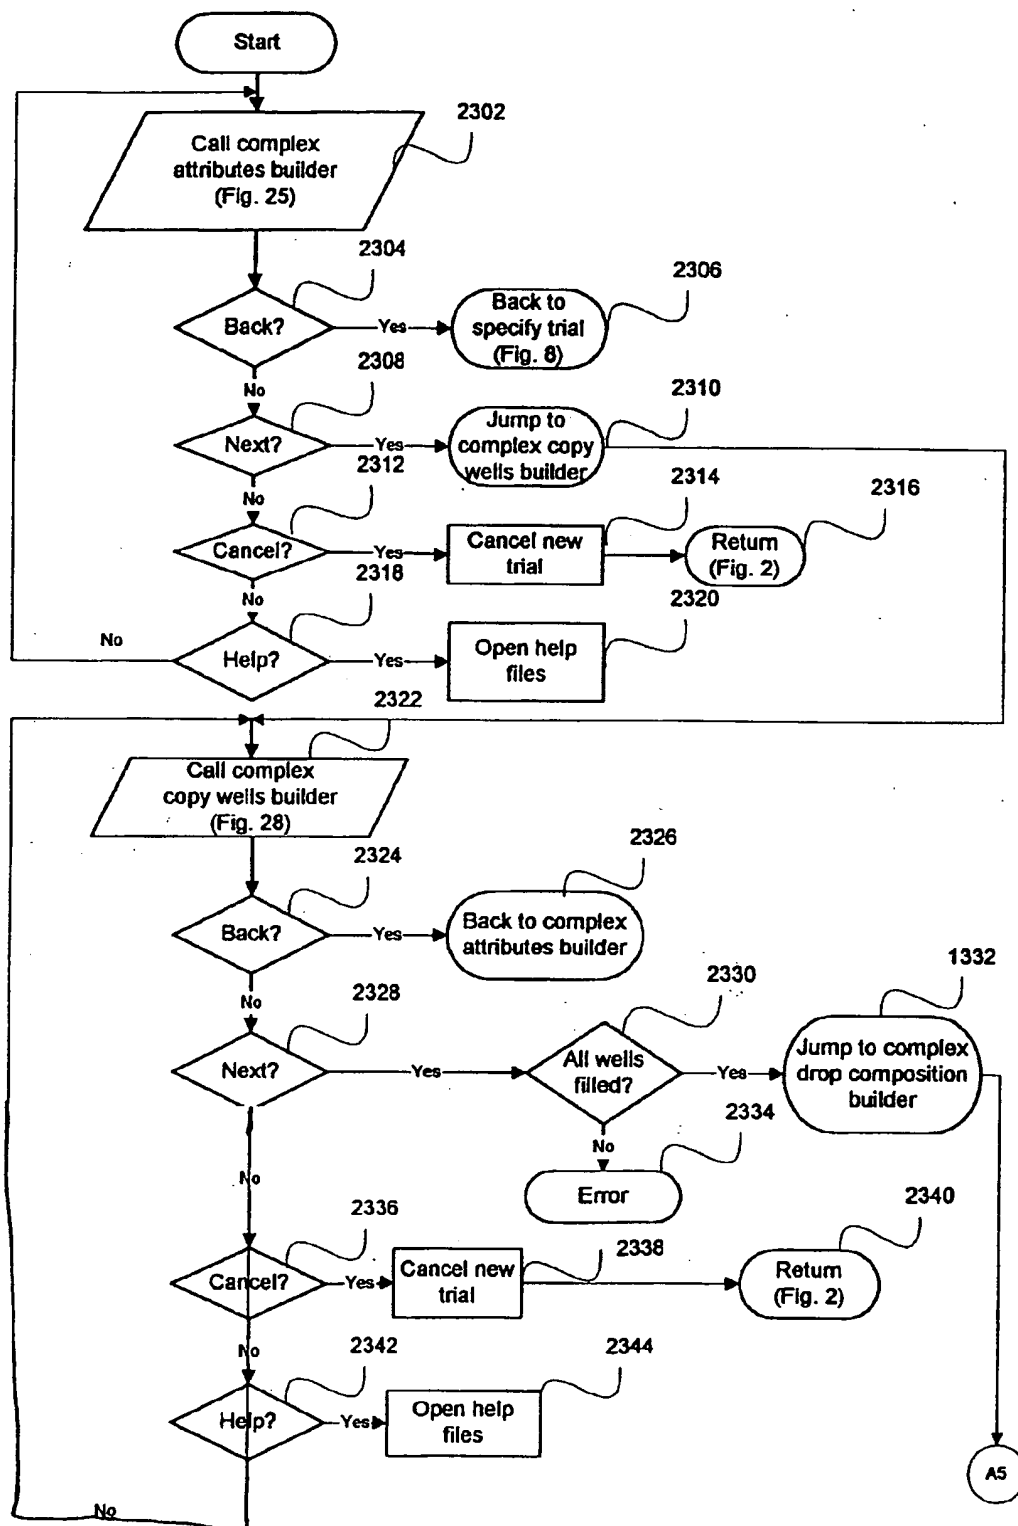 Start
2302
Call complex
attributes builder
(Fig. 25)
2304
2306
Back?
Yes
Back to
specify trial
(Fig. 8)
No
2308
2310
Next?
Yes
Jump to
complex copy
wells builder
No
2312
2314
2316
Cancel?
Yes
Cancel new
trial
Return
(Fig. 2)
No
2318
2320
No
Help?
Yes
Open help
files
2322
Call complex
copy wells builder
(Fig. 28)
2324
2326
Back?
Yes
Back to complex
attributes builder
No
2328
2330
1332
Next?
Yes
All wells
filled?
Yes
Jump to complex
drop composition
builder
No
2334
Error
No
2336
2338
2340
Cancel?
Yes
Cancel new
trial
Return
(Fig. 2)
No
2342
2344
Help?
Yes
Open help
files
A5
No